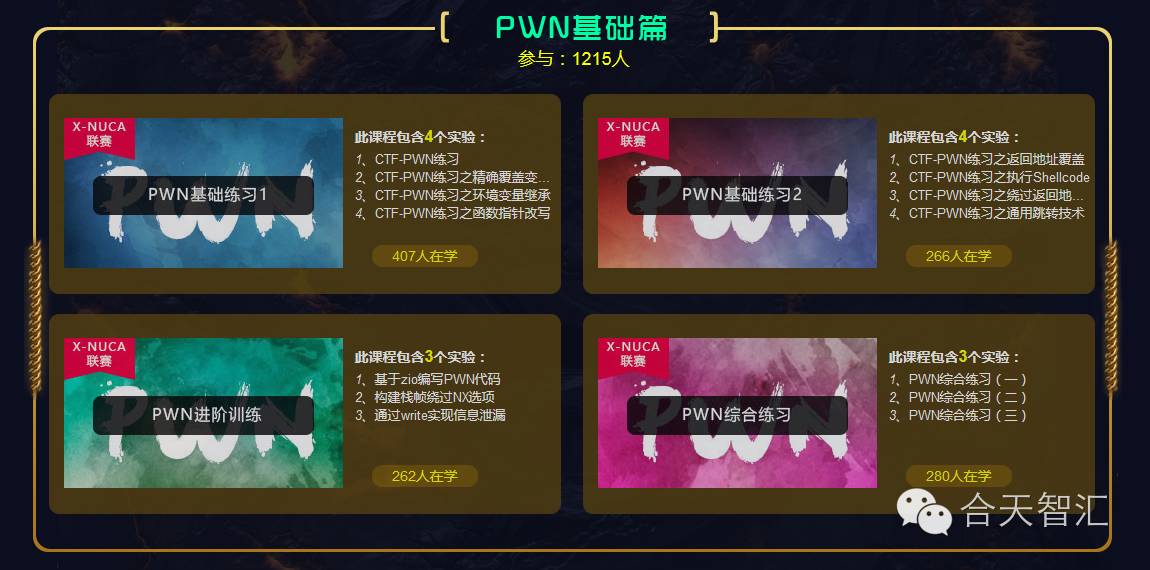 PWN基础篇
参与：1215人
X-NUCA
联赛
PWN
PWN基础练习1
此课程包含4个实验：
1、CTF-PWN练习
2、CTF-PWN练习之精确覆盖变...
3、CTF-PWN练习之环境变量继承
4、CTF-PWN练习之函数指针改写
407人在学
X-NUCA
联赛
PWN
PWN基础练习2
此课程包含4个实验：
1、CTF-PWN练习之返回地址覆盖
2、CTF-PWN练习之执行Shellcode
3、CTF-PWN练习之绕过返回地...
4、CTF-PWN练习之通用跳转技术
266人在学
X-NUCA
联赛
PWN
PWN进阶训练
此课程包含3个实验：
1、基于zio编写PWN代码
2、构建栈帧绕过NX选项
3、通过write实现信息泄漏
262人在学
X-NUCA
联赛
PWN
PWN综合练习
此课程包含3个实验：
1、PWN综合练习（一）
2、PWN综合练习（二）
3、PWN综合练习（三）
280人在学
合天智汇